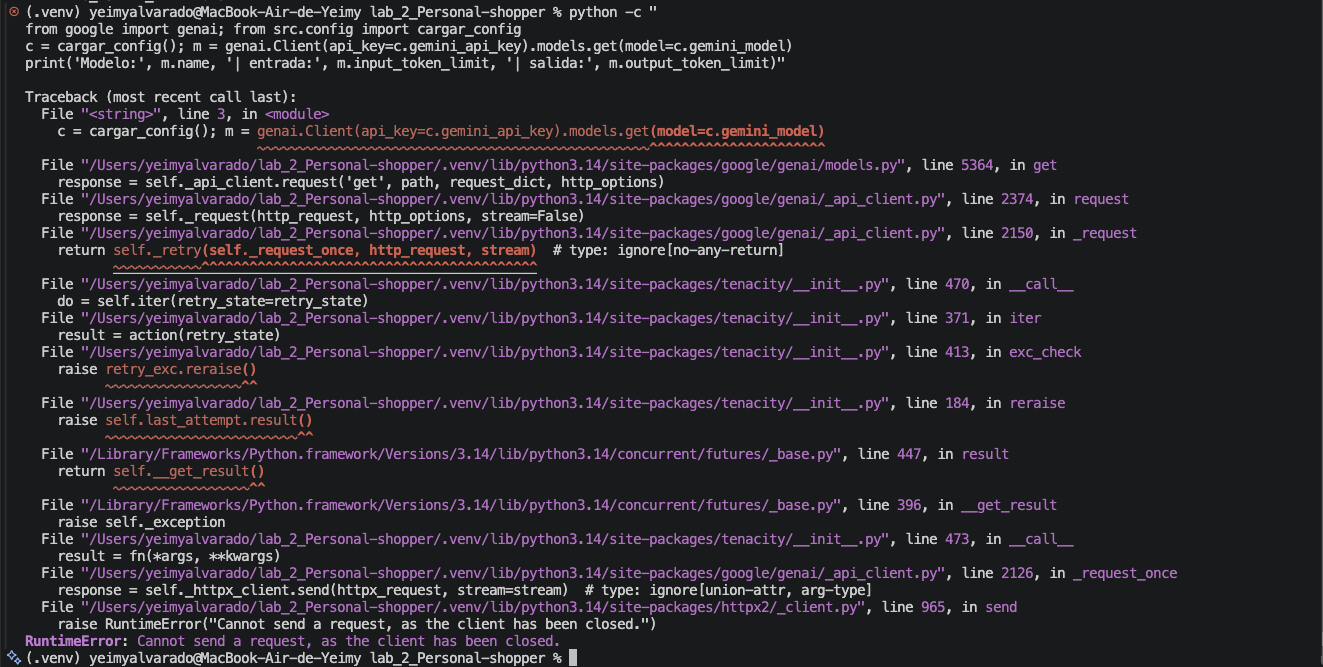 (.venv) yeimyalvarado@MacBook-Air-de-Yeimy lab_2_Personal-shopper % python -c "
from google import genai; from src.config import cargar_config
c = cargar_config(); m = genai.Client(api_key=c.gemini_api_key).models.get(model=c.gemini_model)
print('Modelo:', m.name, '| entrada:', m.input_token_limit, '| salida:', m.output_token_limit)"
Traceback (most recent call last):
  File "<string>", line 3, in <module>
    c = cargar_config(); m = genai.Client(api_key=c.gemini_api_key).models.get(model=c.gemini_model)
                             ~~~~~~~~~~~~~~~~~~~~~~~~~~~~~~~~~~~~~~~~~~~~~~~~~^^^^^^^^^^^^^^^^^^^^^^
  File "/Users/yeimyalvarado/lab_2_Personal-shopper/.venv/lib/python3.14/site-packages/google/genai/models.py", line 5364, in get
    response = self._api_client.request('get', path, request_dict, http_options)
  File "/Users/yeimyalvarado/lab_2_Personal-shopper/.venv/lib/python3.14/site-packages/google/genai/_api_client.py", line 2374, in request
    response = self._request(http_request, http_options, stream=False)
  File "/Users/yeimyalvarado/lab_2_Personal-shopper/.venv/lib/python3.14/site-packages/google/genai/_api_client.py", line 2150, in _request
    return self._retry(self._request_once, http_request, stream)  # type: ignore[no-any-return]
           ~~~~~~~~~~~^^^^^^^^^^^^^^^^^^^^^^^^^^^^^^^^^^^^^^^^^^
  File "/Users/yeimyalvarado/lab_2_Personal-shopper/.venv/lib/python3.14/site-packages/tenacity/__init__.py", line 470, in __call__
    do = self.iter(retry_state=retry_state)
  File "/Users/yeimyalvarado/lab_2_Personal-shopper/.venv/lib/python3.14/site-packages/tenacity/__init__.py", line 371, in iter
    result = action(retry_state)
  File "/Users/yeimyalvarado/lab_2_Personal-shopper/.venv/lib/python3.14/site-packages/tenacity/__init__.py", line 413, in exc_check
    raise retry_exc.reraise()
          ~~~~~~~~~~~~~~~~~^^
  File "/Users/yeimyalvarado/lab_2_Personal-shopper/.venv/lib/python3.14/site-packages/tenacity/__init__.py", line 184, in reraise
    raise self.last_attempt.result()
          ~~~~~~~~~~~~~~~~~~~~~~~~^^
  File "/Library/Frameworks/Python.framework/Versions/3.14/lib/python3.14/concurrent/futures/_base.py", line 447, in result
    return self.__get_result()
           ~~~~~~~~~~~~~~~~~^^
  File "/Library/Frameworks/Python.framework/Versions/3.14/lib/python3.14/concurrent/futures/_base.py", line 396, in __get_result
    raise self._exception
  File "/Users/yeimyalvarado/lab_2_Personal-shopper/.venv/lib/python3.14/site-packages/tenacity/__init__.py", line 473, in __call__
    result = fn(*args, **kwargs)
  File "/Users/yeimyalvarado/lab_2_Personal-shopper/.venv/lib/python3.14/site-packages/google/genai/_api_client.py", line 2126, in _request_once
    response = self._httpx_client.send(httpx_request, stream=stream)  # type: ignore[union-attr, arg-type]
  File "/Users/yeimyalvarado/lab_2_Personal-shopper/.venv/lib/python3.14/site-packages/httpx2/_client.py", line 965, in send
    raise RuntimeError("Cannot send a request, as the client has been closed.")
RuntimeError: Cannot send a request, as the client has been closed.
(.venv) yeimyalvarado@MacBook-Air-de-Yeimy lab_2_Personal-shopper %